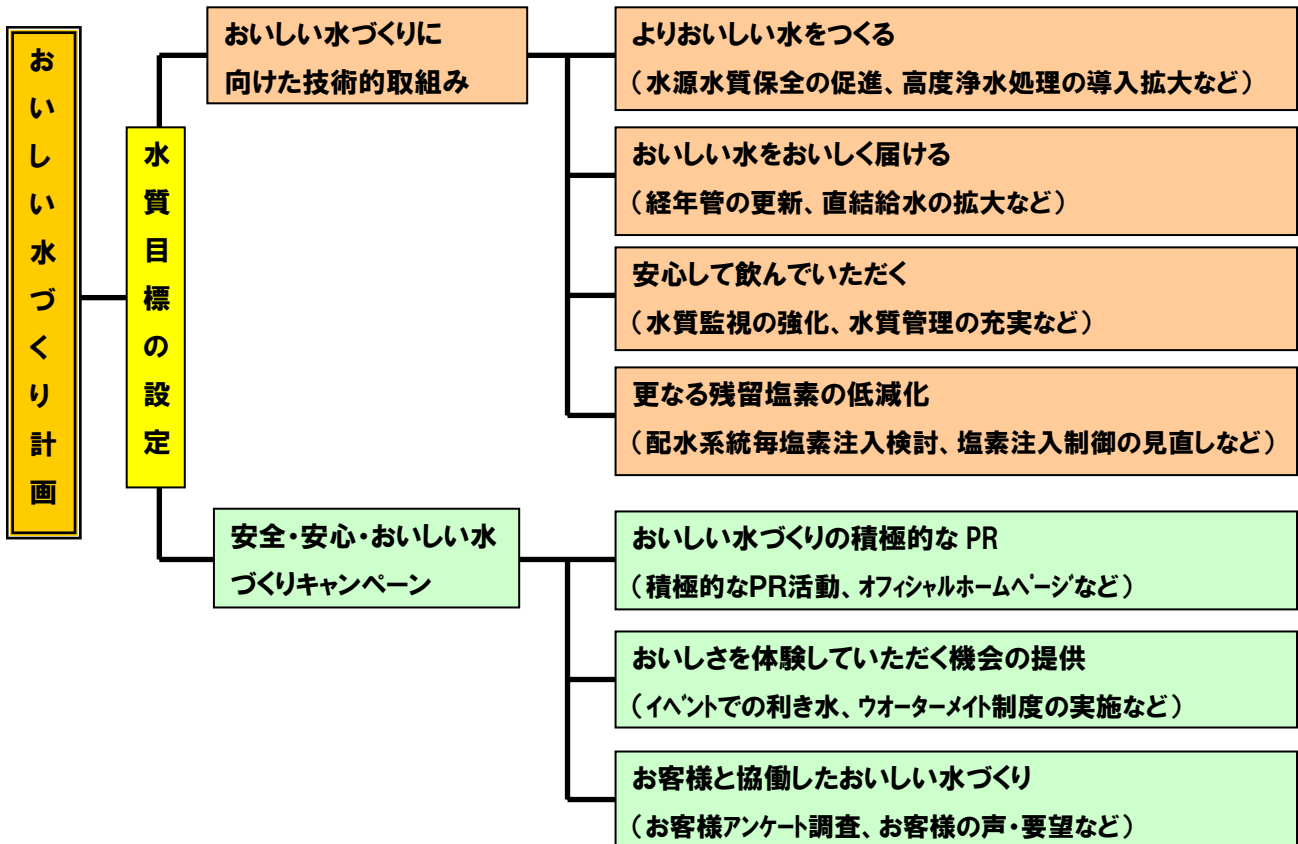 おいしい水づくり計画
水質目標の設定
おいしい水づくりに
向けた技術的取組み
よりおいしい水をつくる
（水源水質保全の促進、高度浄水処理の導入拡大など）
おいしい水をおいしく届ける
（経年管の更新、直結給水の拡大など）
安心して飲んでいただく
（水質監視の強化、水質管理の充実など）
更なる残留塩素の低減化
（配水系統毎塩素注入検討、塩素注入制御の見直しなど）
安全・安心・おいしい水
づくりキャンペーン
おいしい水づくりの積極的な PR
（積極的なPR活動、オフィシャルホームページなど）
おいしさを体験していただく機会の提供
（イベントでの利き水、ウオーターメイト制度の実施など）
お客様と協働したおいしい水づくり
（お客様アンケート調査、お客様の声・要望など）